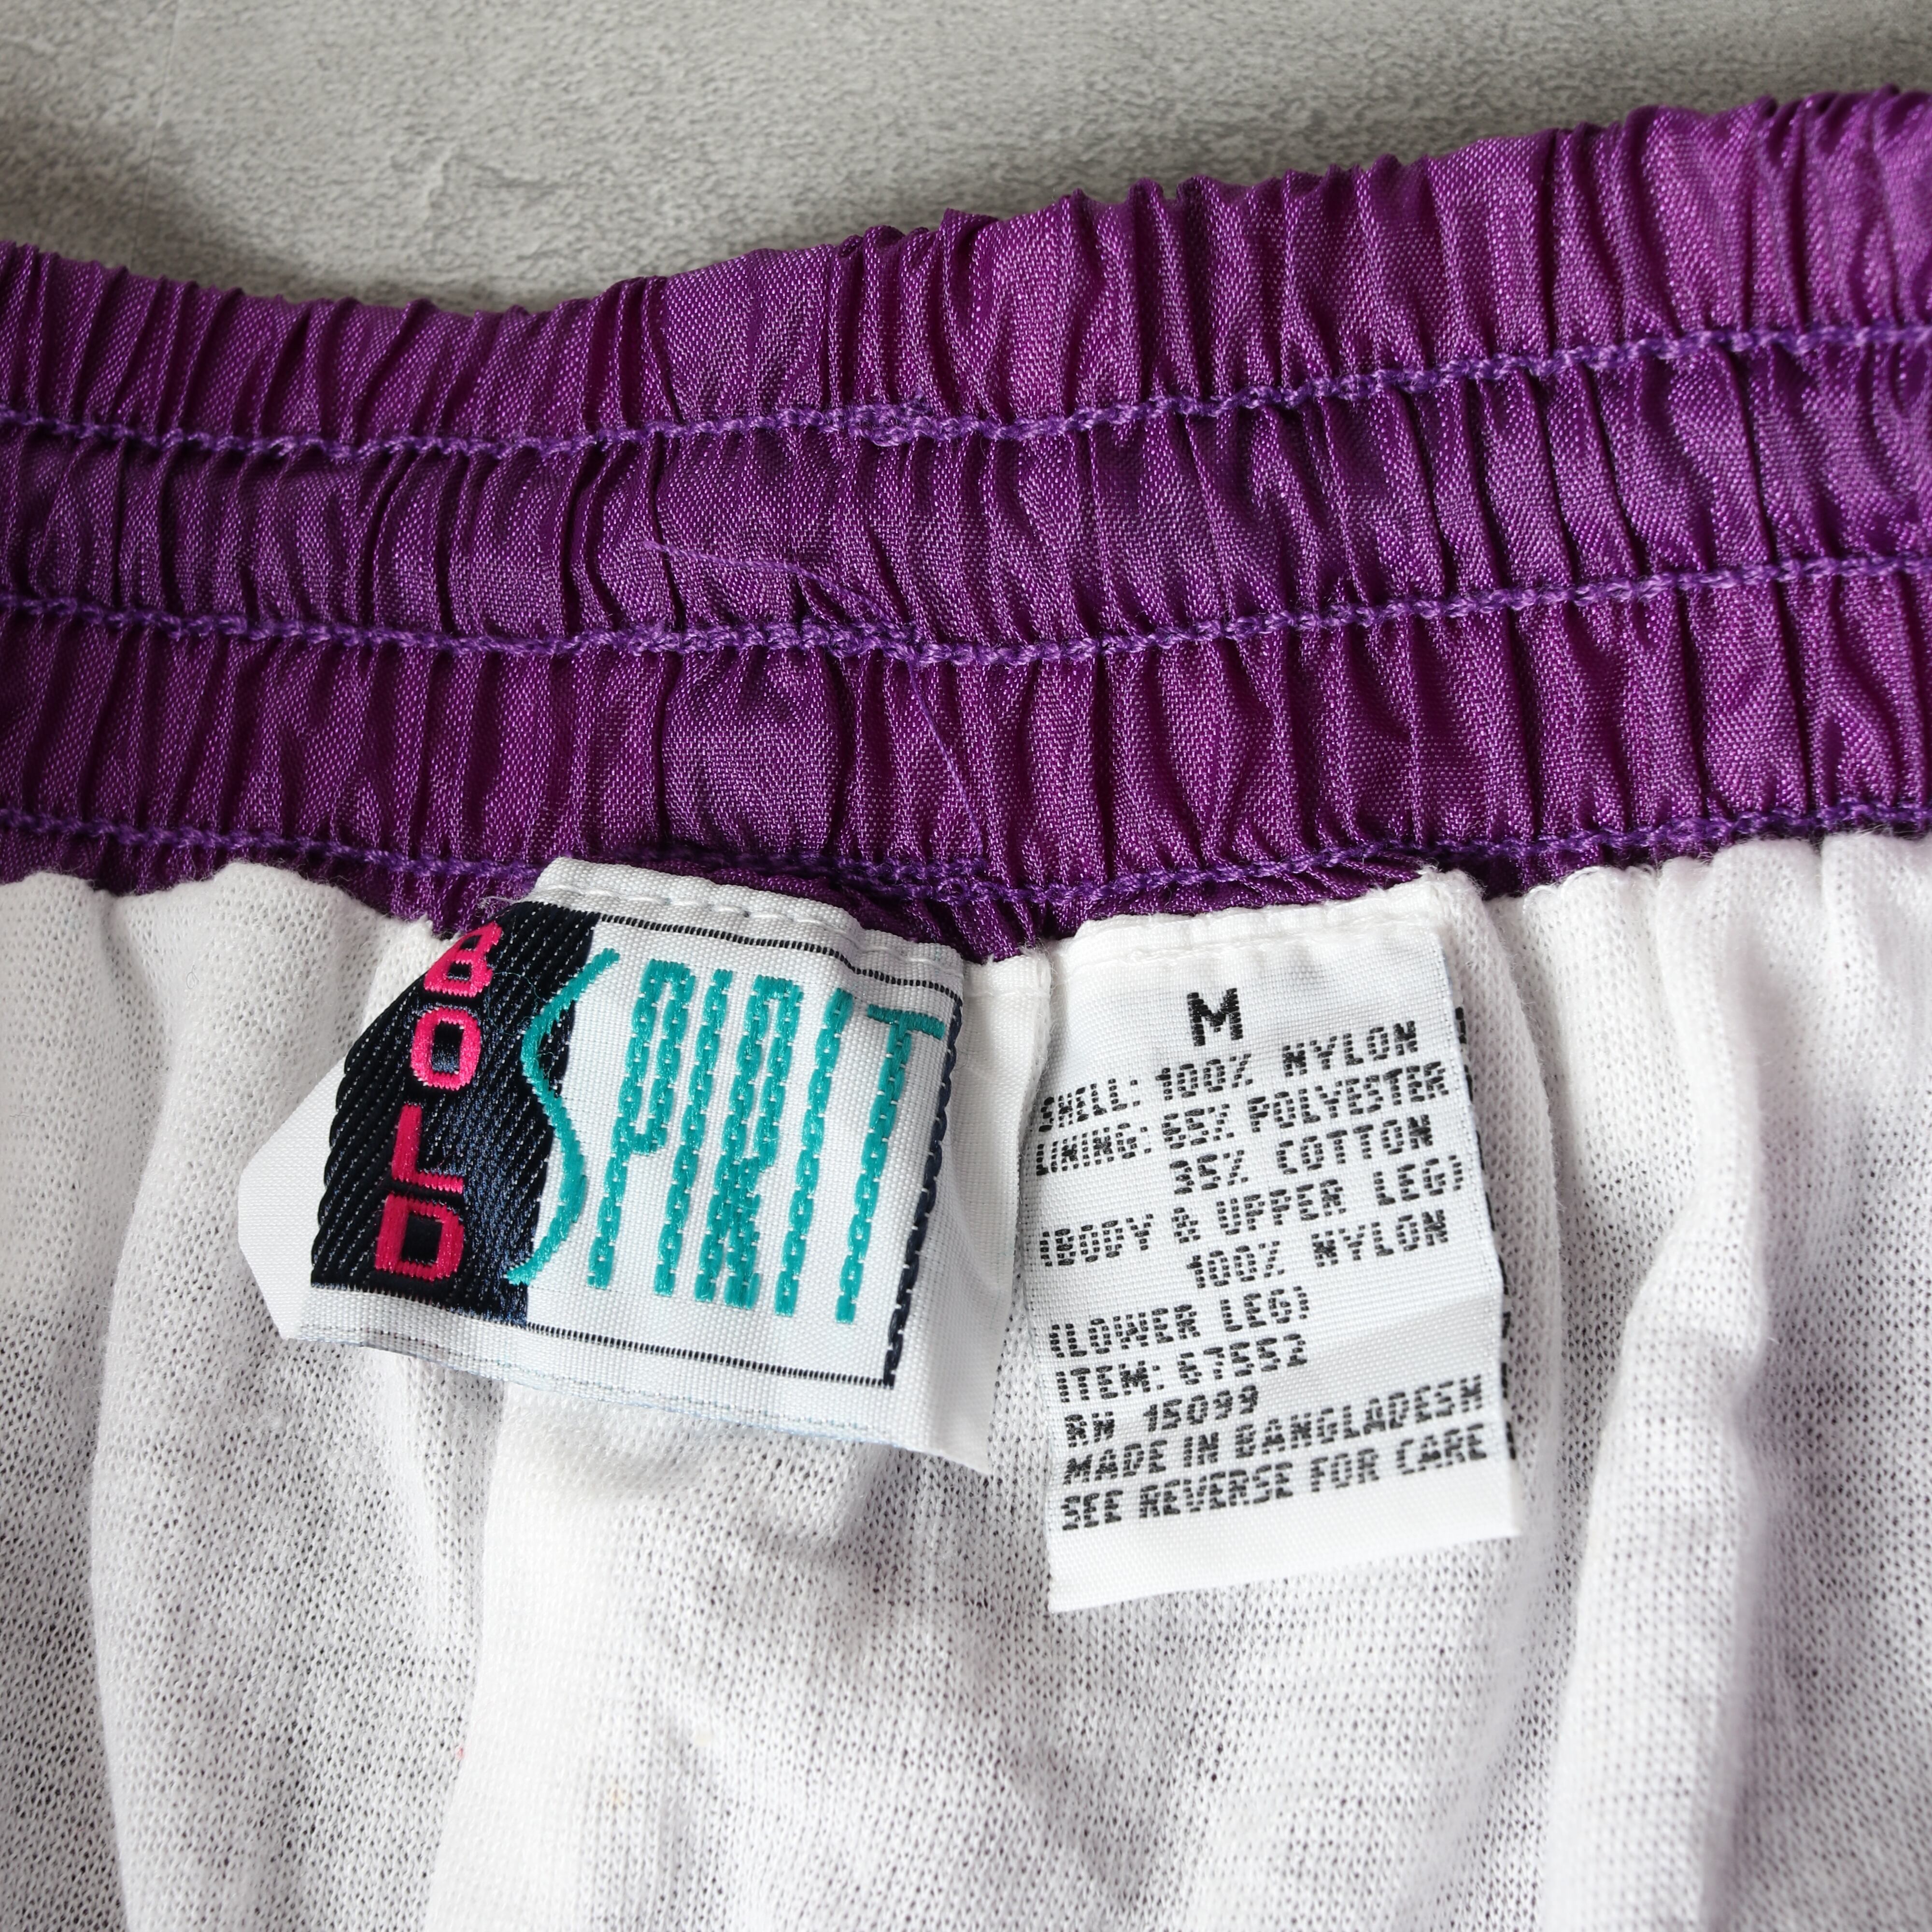 BOLD
SPIRIT
M
SHELL: 100% NYLON
LINING: 65% POLYESTER
35% COTTON
(BODY & UPPER LEG)
100% NYLON
(LOWER LEG)
ITEM: 67552
RN 15099
MADE IN BANGLADESH
SEE REVERSE FOR CARE